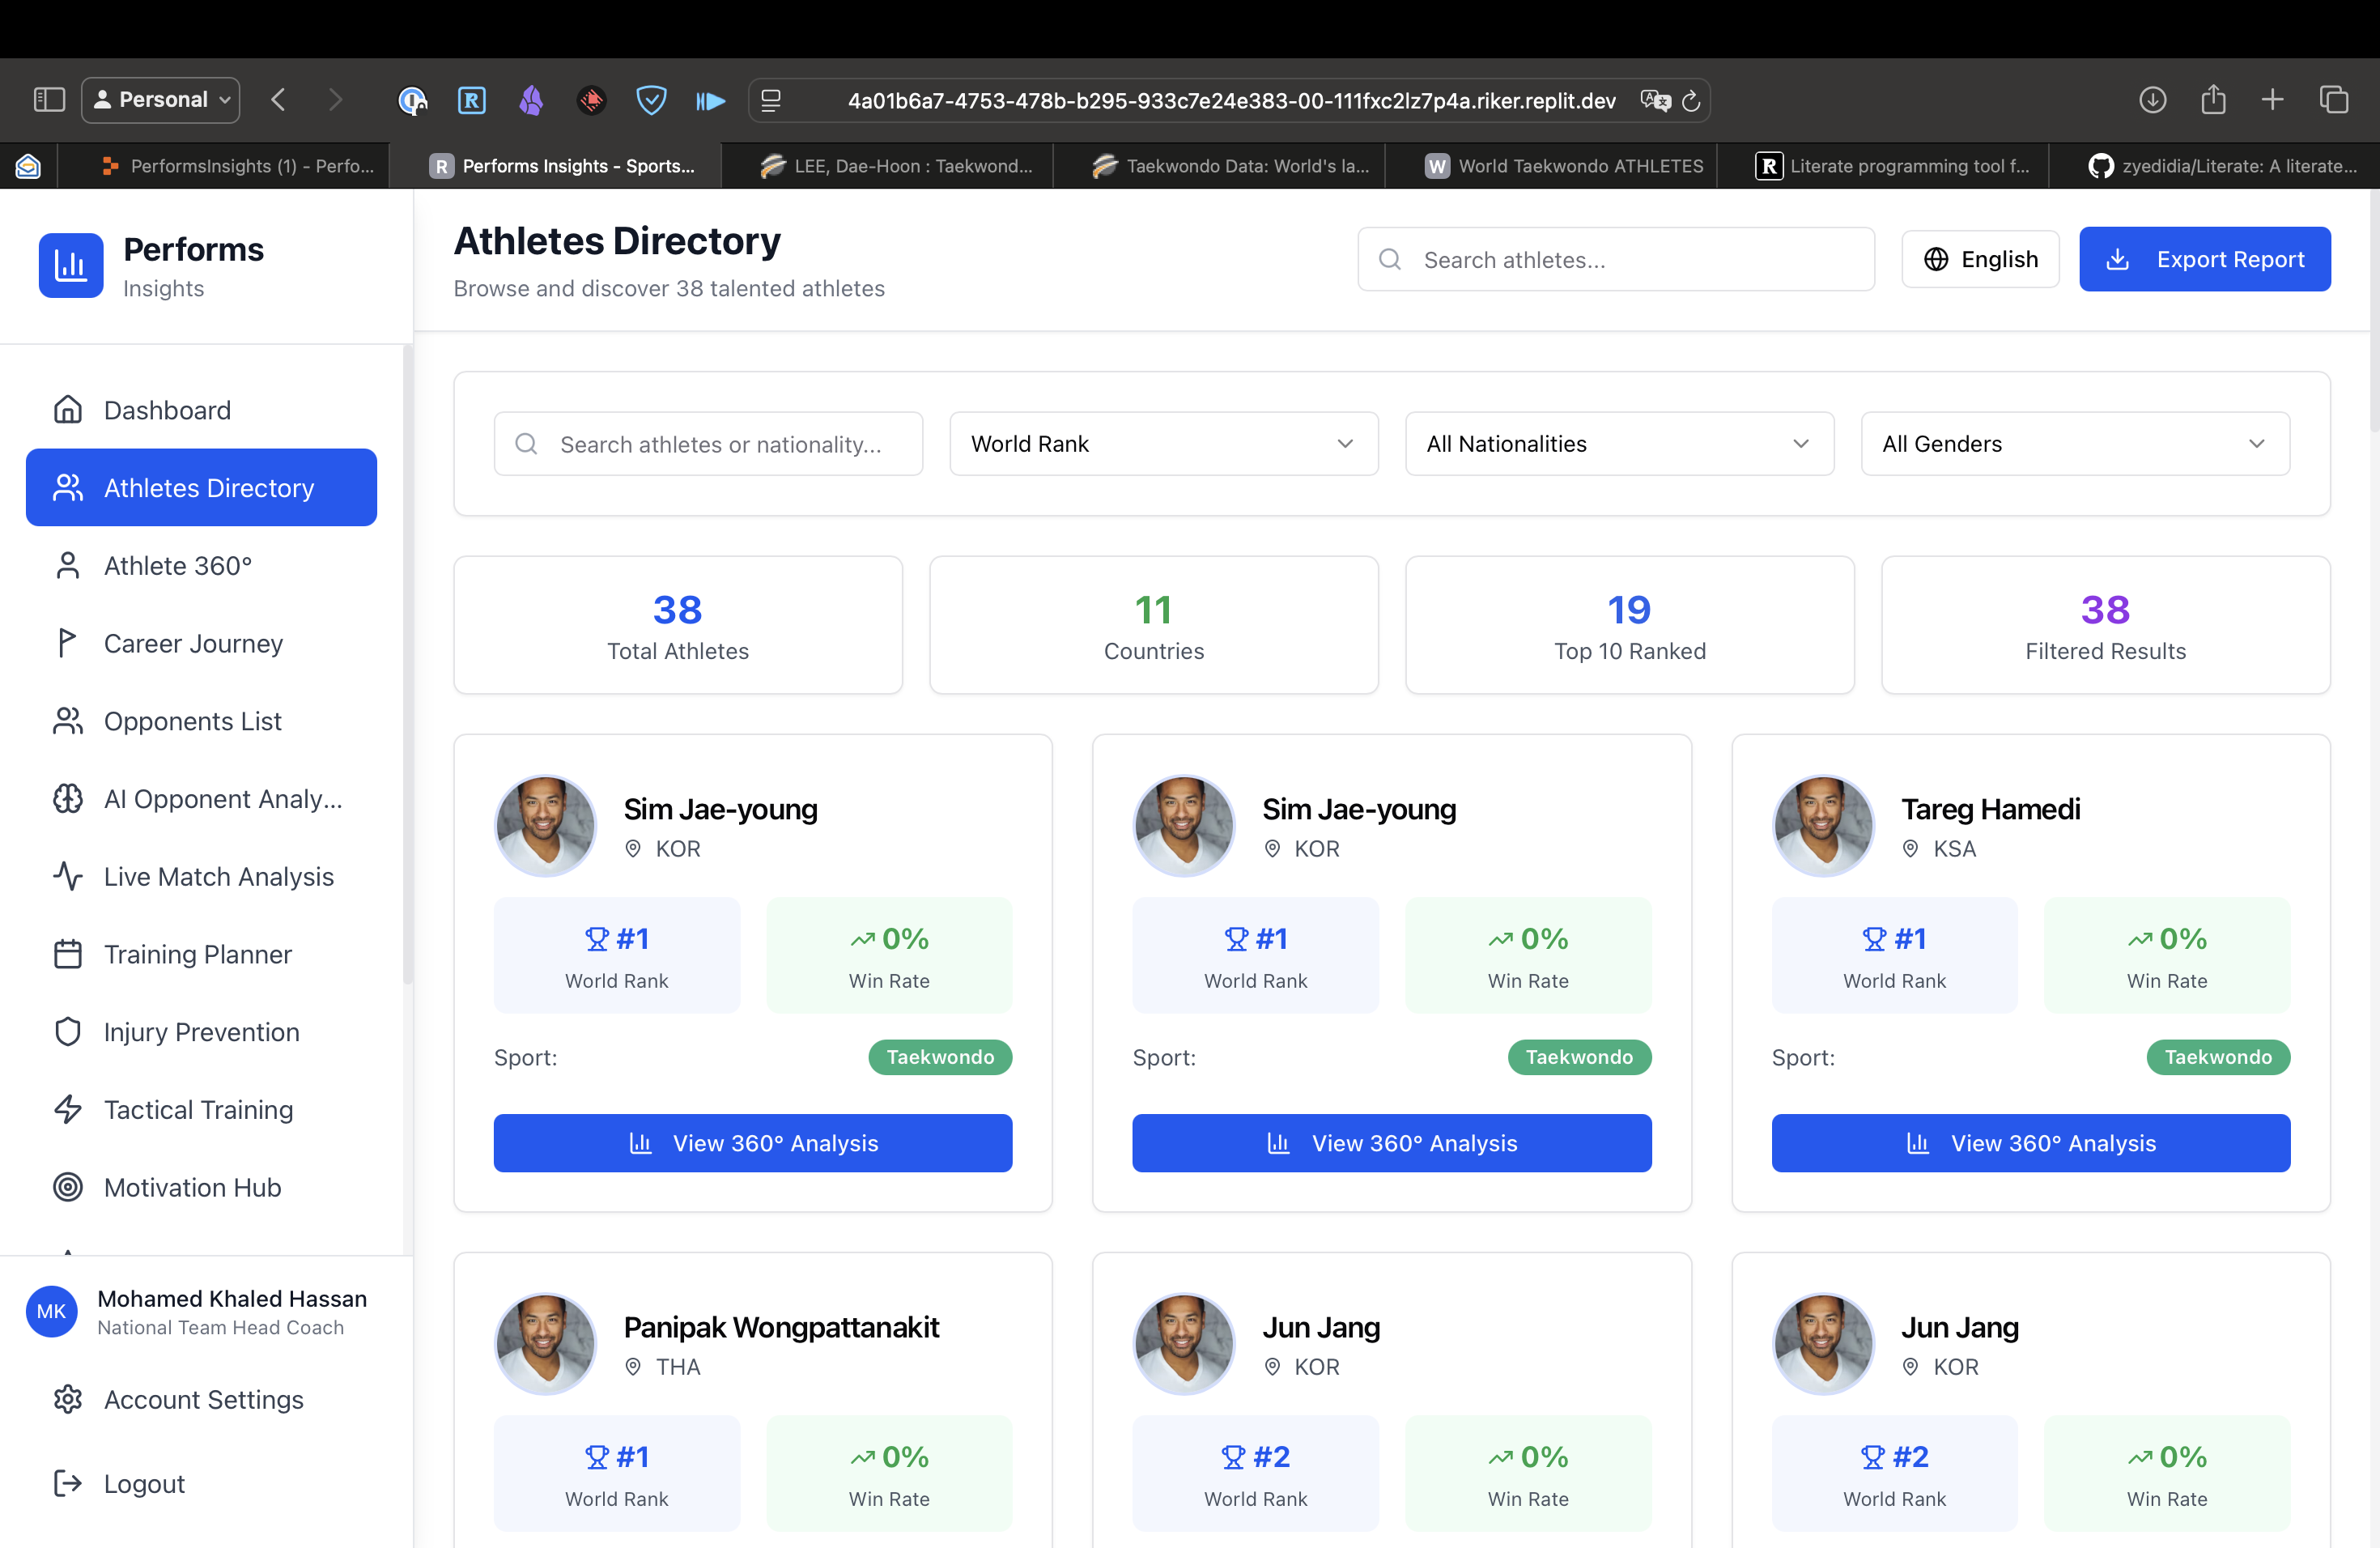 Personal
4a01b6a7-4753-478b-b295-933c7e24e383-00-111fxc2lz7p4a.riker.replit.dev
PerformsInsights (1) - Perfo...
R Performs Insights - Sports...
LEE, Dae-Hoon : Taekwond...
Taekwondo Data: World's la...
W World Taekwondo ATHLETES
R Literate programming tool f...
zyedidia/Literate: A literate...
Performs
Insights
Dashboard
Athletes Directory
Athlete 360°
Career Journey
Opponents List
AI Opponent Analy...
Live Match Analysis
Training Planner
Injury Prevention
Tactical Training
Motivation Hub
MK
Mohamed Khaled Hassan
National Team Head Coach
Account Settings
Logout
Athletes Directory
Browse and discover 38 talented athletes
Search athletes...
English
Export Report
Search athletes or nationality...
World Rank
All Nationalities
All Genders
38
Total Athletes
11
Countries
19
Top 10 Ranked
38
Filtered Results
Sim Jae-young
KOR
#1
World Rank
0%
Win Rate
Sport:
Taekwondo
View 360° Analysis
Sim Jae-young
KOR
#1
World Rank
0%
Win Rate
Sport:
Taekwondo
View 360° Analysis
Tareg Hamedi
KSA
#1
World Rank
0%
Win Rate
Sport:
Taekwondo
View 360° Analysis
Panipak Wongpattanakit
THA
#1
World Rank
0%
Win Rate
Jun Jang
KOR
#2
World Rank
0%
Win Rate
Jun Jang
KOR
#2
World Rank
0%
Win Rate